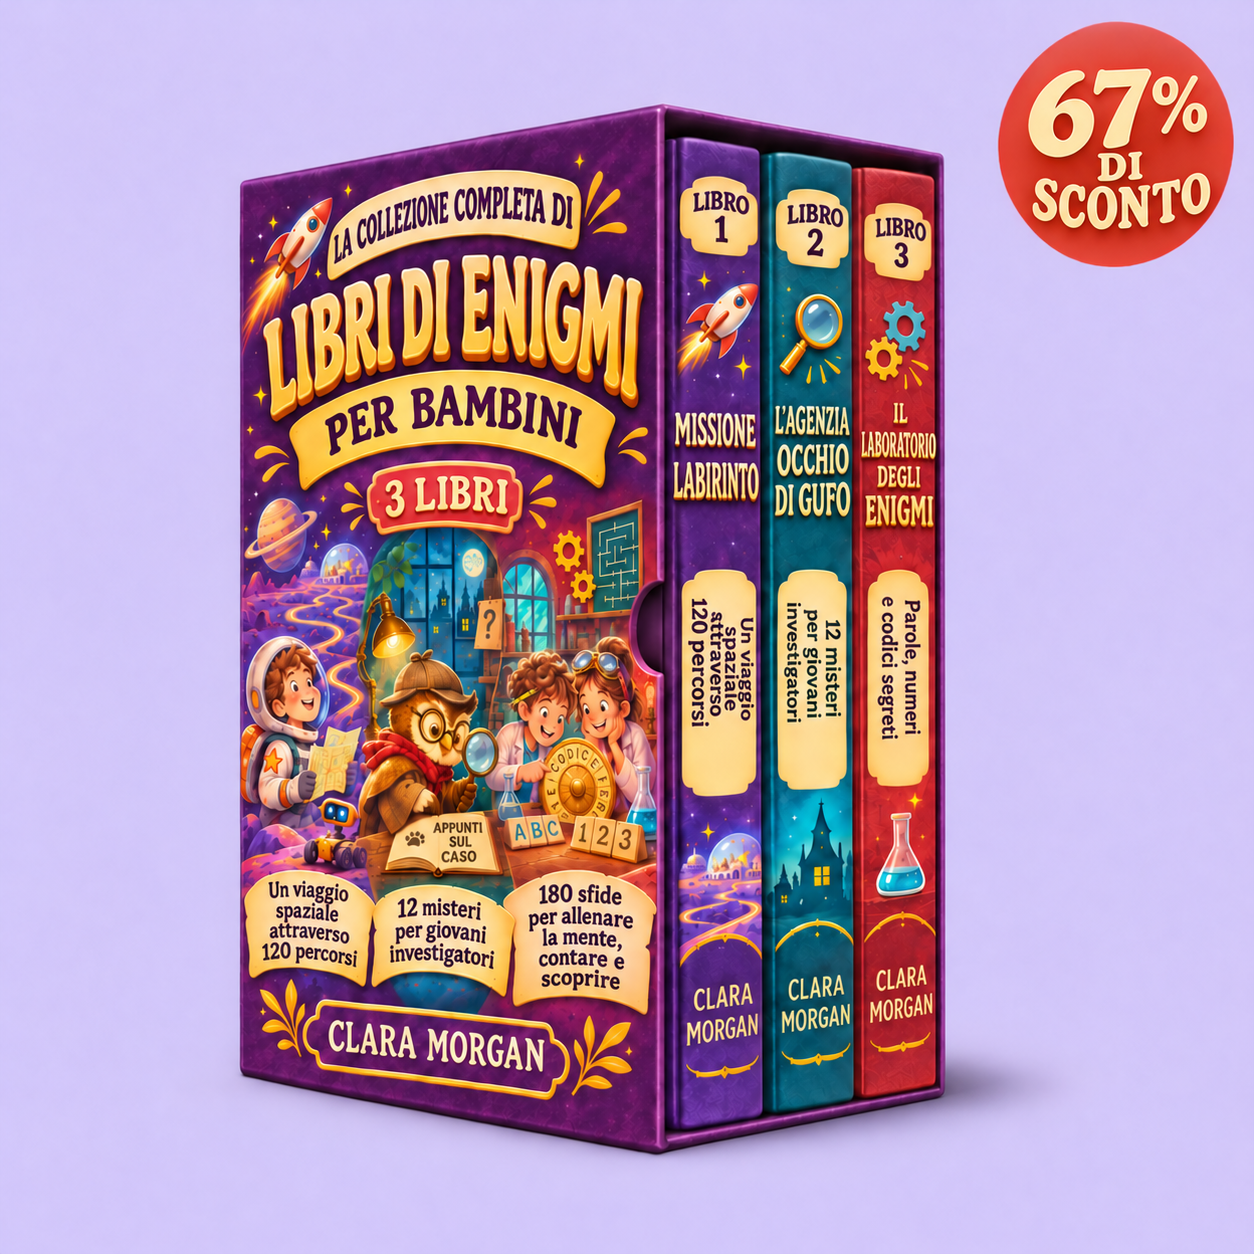 67%
DI
SCONTO
LA COLLEZIONE COMPLETA DI
LIBRI DI ENIGMI
PER BAMBINI
3 LIBRI
?
CODICE
APPUNTI
SUL
CASO
ABC
123
Un viaggio
spaziale
attraverso
120 percorsi
12 misteri
per giovani
investigatori
180 sfide
per allenare
la mente,
contare e
scoprire
CLARA MORGAN
LIBRO
1
MISSIONE
LABIRINTO
Un viaggio
spaziale
attraverso
120 percorsi
CLARA
MORGAN
LIBRO
2
L'AGENZIA
OCCHIO
DI GUFO
12 misteri
per giovani
investigatori
CLARA
MORGAN
LIBRO
3
IL
LABORATORIO
DEGLI
ENIGMI
Parole, numeri
e codici segreti
CLARA
MORGAN